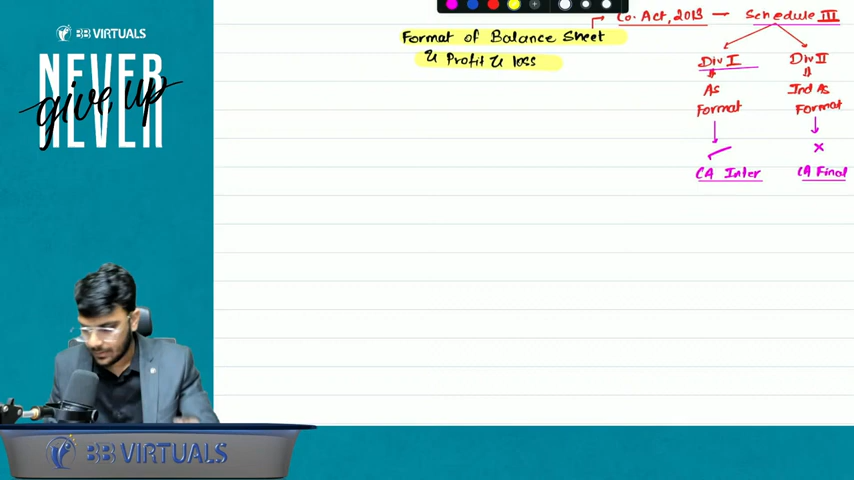 BB VIRTUALS
NEVER
give up
NEVER
Co. Act, 2013 — Schedule III
Format of Balance Sheet
& Profit & loss
Div I
Div II
As
Format
Ind As
Format
CA Inter
CA Final
BB VIRTUALS